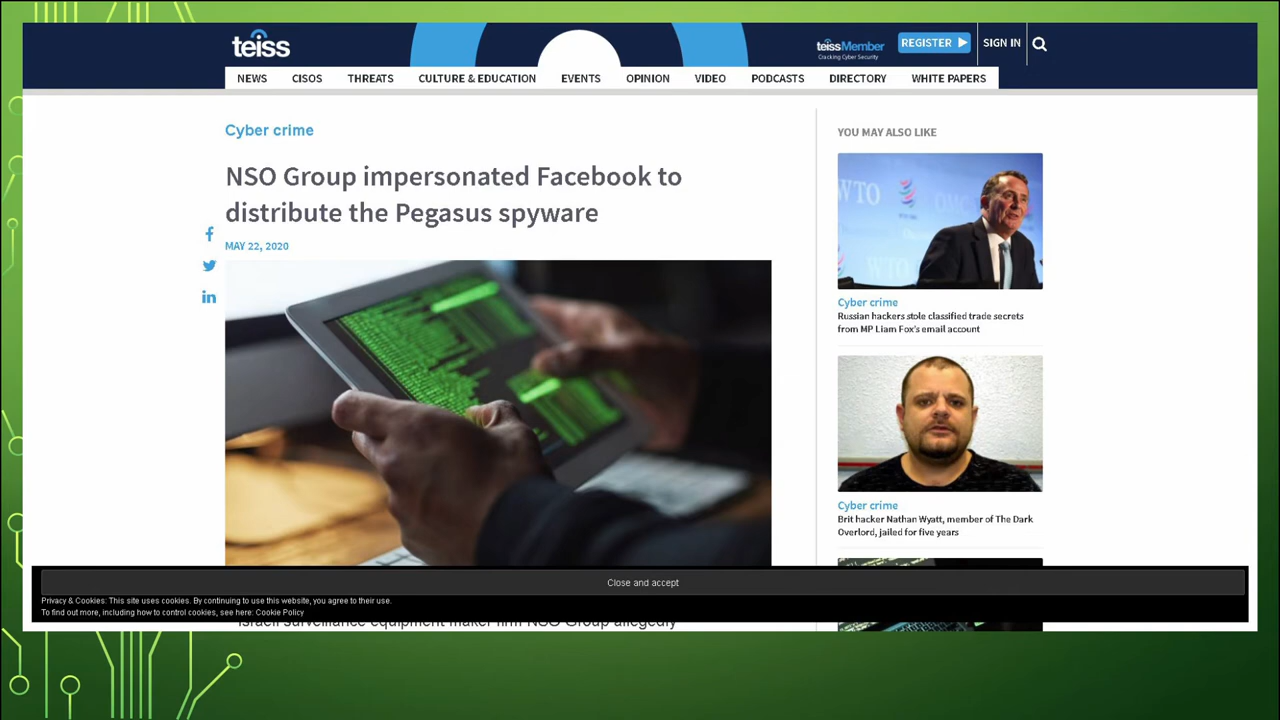 teiss
teissMember
Cracking Cyber Security
REGISTER
SIGN IN
NEWS CISOS THREATS CULTURE & EDUCATION EVENTS OPINION VIDEO PODCASTS DIRECTORY WHITE PAPERS
Cyber crime
NSO Group impersonated Facebook to
distribute the Pegasus spyware
MAY 22, 2020
YOU MAY ALSO LIKE
WTO
Cyber crime
Russian hackers stole classified trade secrets
from MP Liam Fox's email account
Cyber crime
Brit hacker Nathan Wyatt, member of The Dark
Overlord, jailed for five years
Close and accept
Privacy & Cookies: This site uses cookies. By continuing to use this website, you agree to their use.
To find out more, including how to control cookies, see here: Cookie Policy
Israeli surveillance equipment maker firm NSO Group allegedly